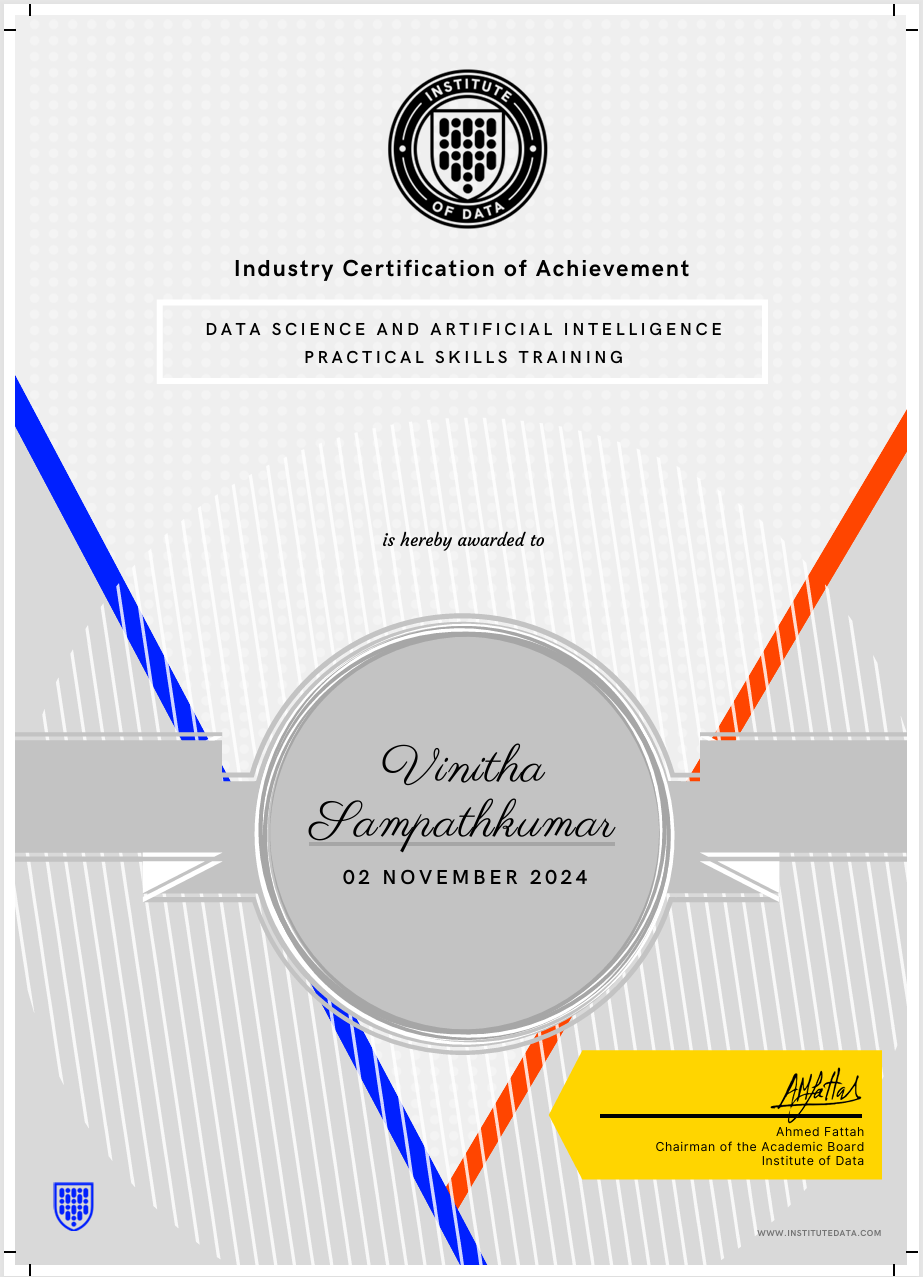 INSTITUTE
OF DATA
Industry Certification of Achievement
DATA SCIENCE AND ARTIFICIAL INTELLIGENCE
PRACTICAL SKILLS TRAINING
is hereby awarded to
Vinitha
Sampathkumar
02 NOVEMBER 2024
AMFattah
Ahmed Fattah
Chairman of the Academic Board
Institute of Data
WWW.INSTITUTEDATA.COM